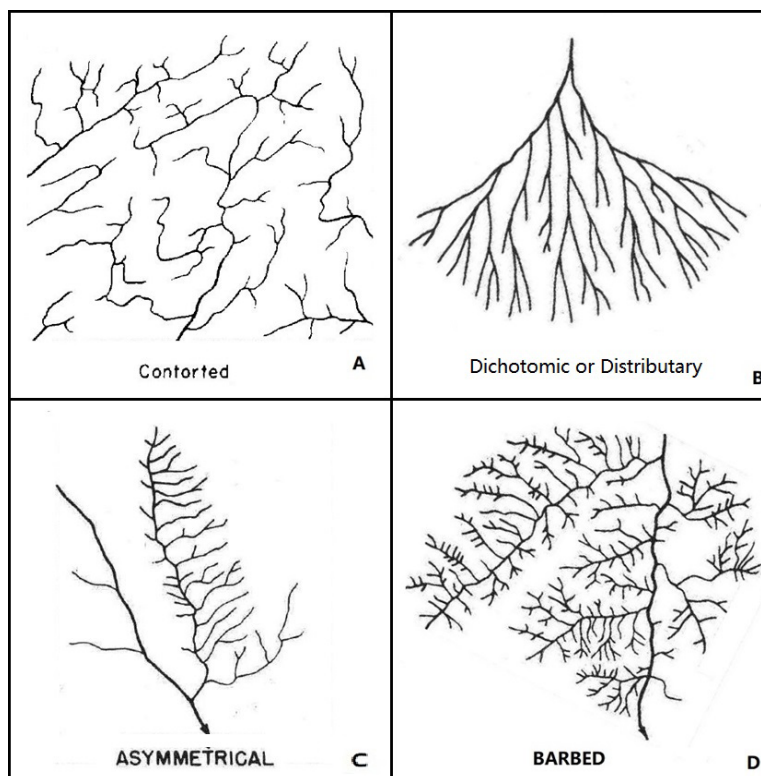 Contorted
A
Dichotomic or Distributary
B
ASYMMETRICAL
C
BARBED
D